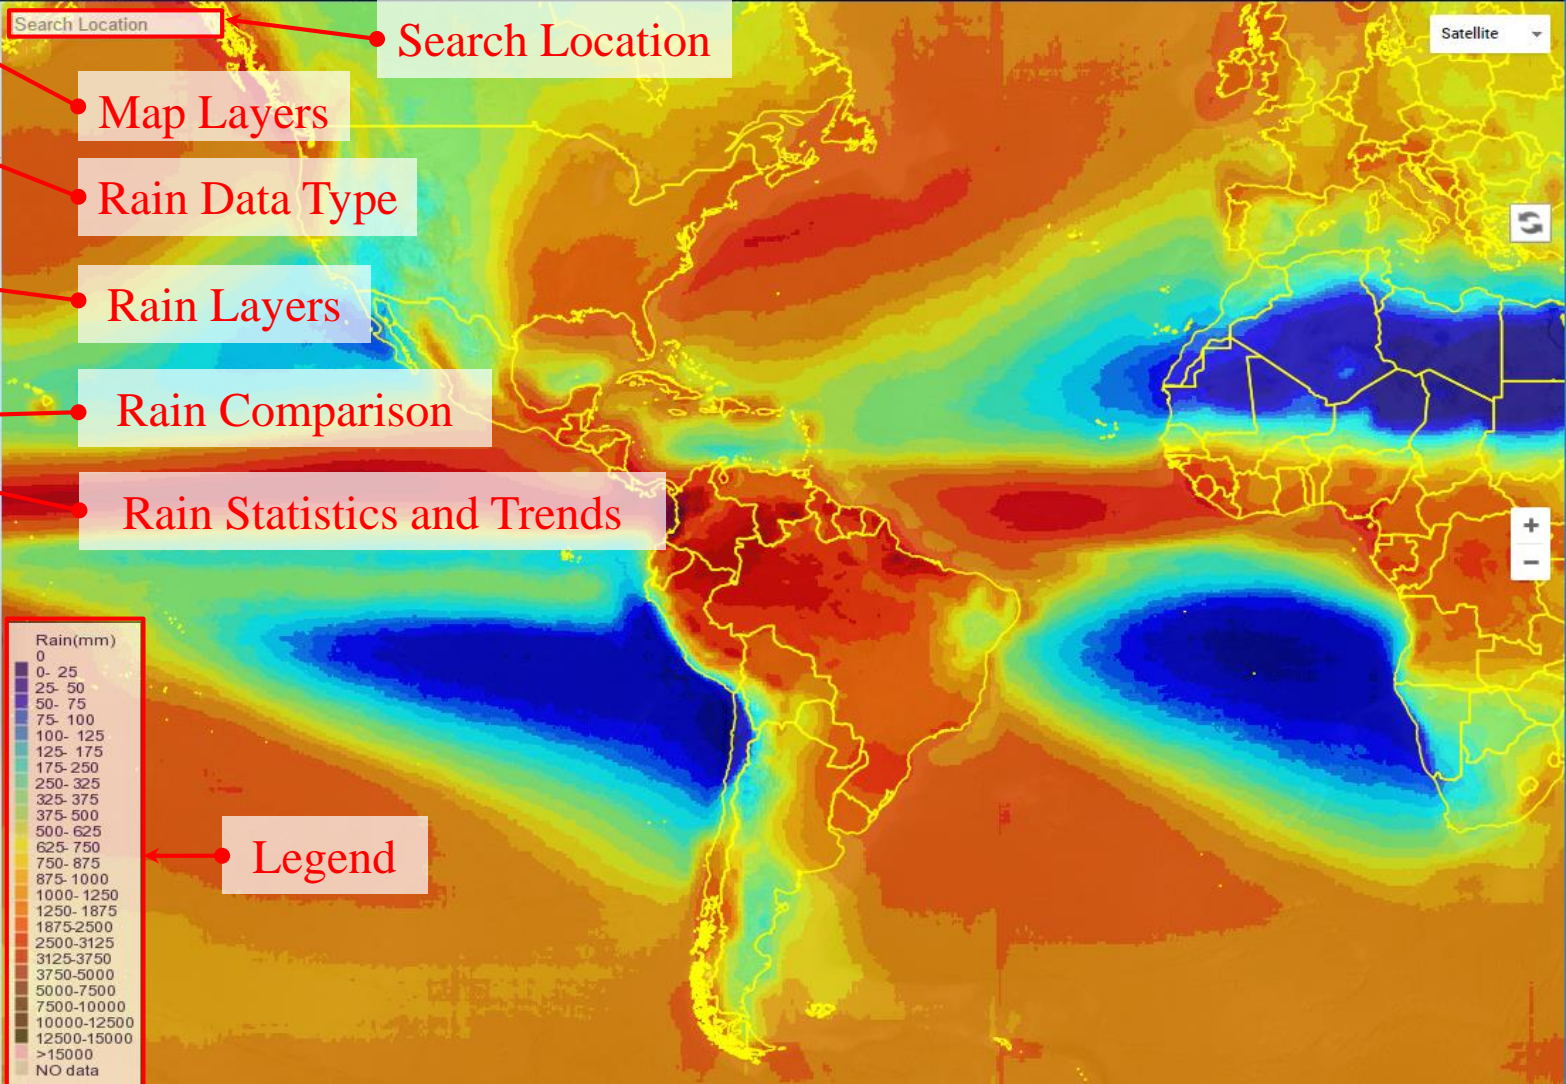 Search Location
Search Location
Satellite
Map Layers
Rain Data Type
Rain Layers
Rain Comparison
Rain Statistics and Trends
+
−
Rain(mm)
0
0- 25
25- 50
50- 75
75- 100
100- 125
125- 175
175- 250
250- 325
325- 375
375- 500
500- 625
625- 750
750- 875
875- 1000
1000- 1250
1250- 1875
1875-2500
2500-3125
3125-3750
3750-5000
5000-7500
7500-10000
10000-12500
12500-15000
>15000
NO data
Legend